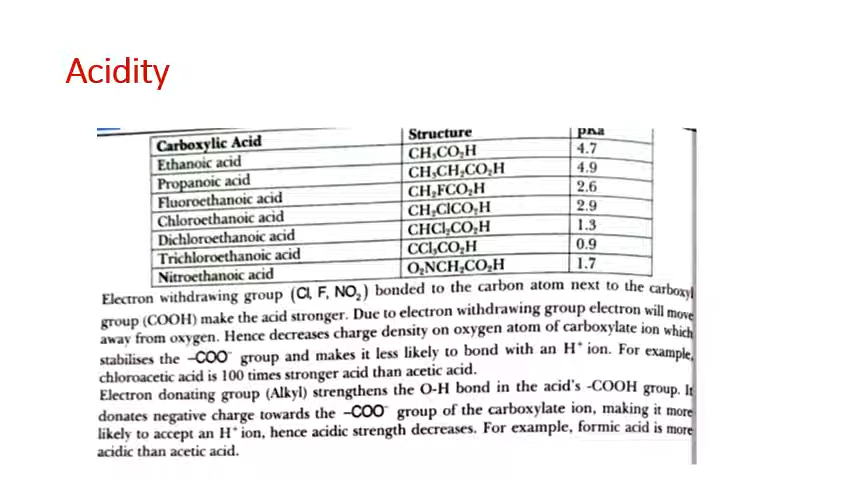 Acidity
Carboxylic Acid Structure pKa
Ethanoic acid CH₃CO₂H 4.7
Propanoic acid CH₃CH₂CO₂H 4.9
Fluoroethanoic acid CH₂FCO₂H 2.6
Chloroethanoic acid CH₂ClCO₂H 2.9
Dichloroethanoic acid CHCl₂CO₂H 1.3
Trichloroethanoic acid CCl₃CO₂H 0.9
Nitroethanoic acid O₂NCH₂CO₂H 1.7
Electron withdrawing group (Cl, F, NO₂) bonded to the carbon atom next to the carboxyl
group (COOH) make the acid stronger. Due to electron withdrawing group electron will move
away from oxygen. Hence decreases charge density on oxygen atom of carboxylate ion which
stabilises the –COO⁻ group and makes it less likely to bond with an H⁺ ion. For example,
chloroacetic acid is 100 times stronger acid than acetic acid.
Electron donating group (Alkyl) strengthens the O-H bond in the acid's -COOH group. It
donates negative charge towards the –COO⁻ group of the carboxylate ion, making it more
likely to accept an H⁺ ion, hence acidic strength decreases. For example, formic acid is more
acidic than acetic acid.